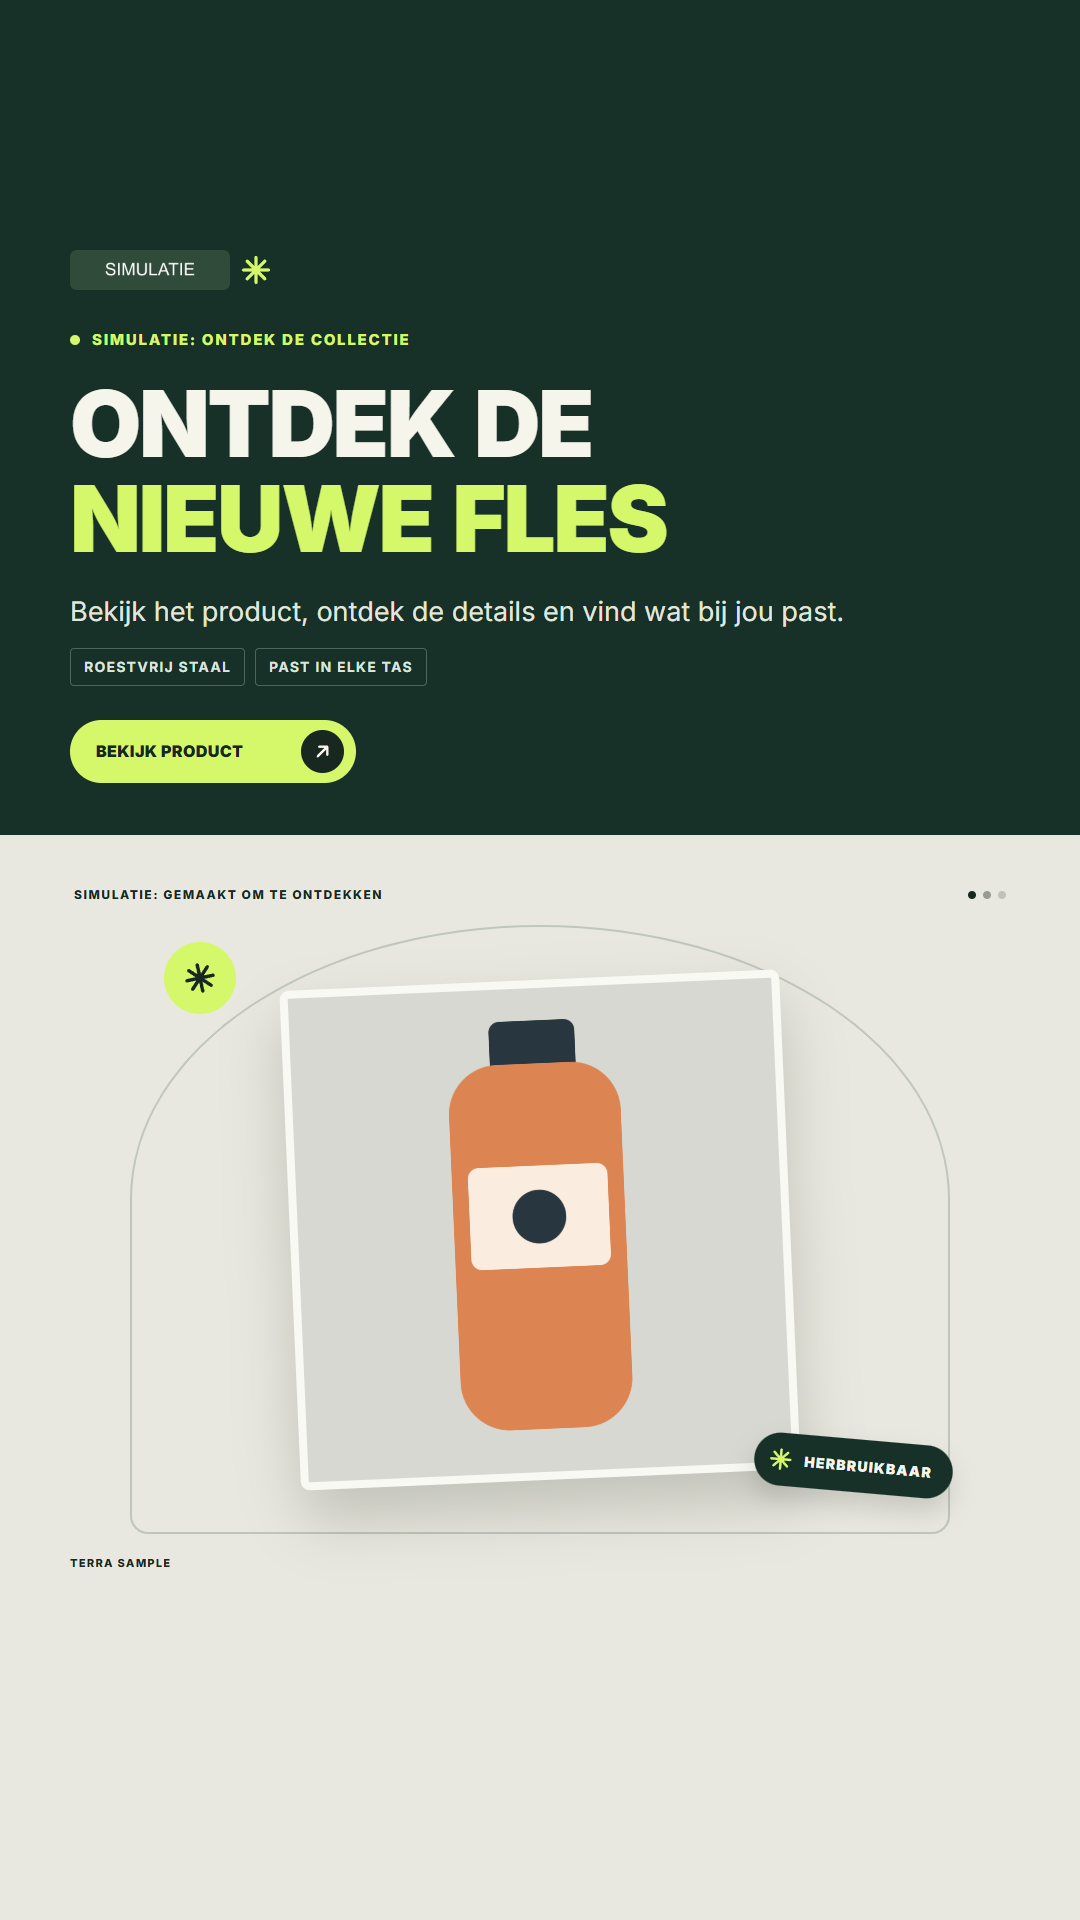 SIMULATIE
SIMULATIE: ONTDEK DE COLLECTIE
ONTDEK DE
NIEUWE FLES
Bekijk het product, ontdek de details en vind wat bij jou past.
ROESTVRIJ STAAL
PAST IN ELKE TAS
BEKIJK PRODUCT
SIMULATIE: GEMAAKT OM TE ONTDEKKEN
HERBRUIKBAAR
TERRA SAMPLE